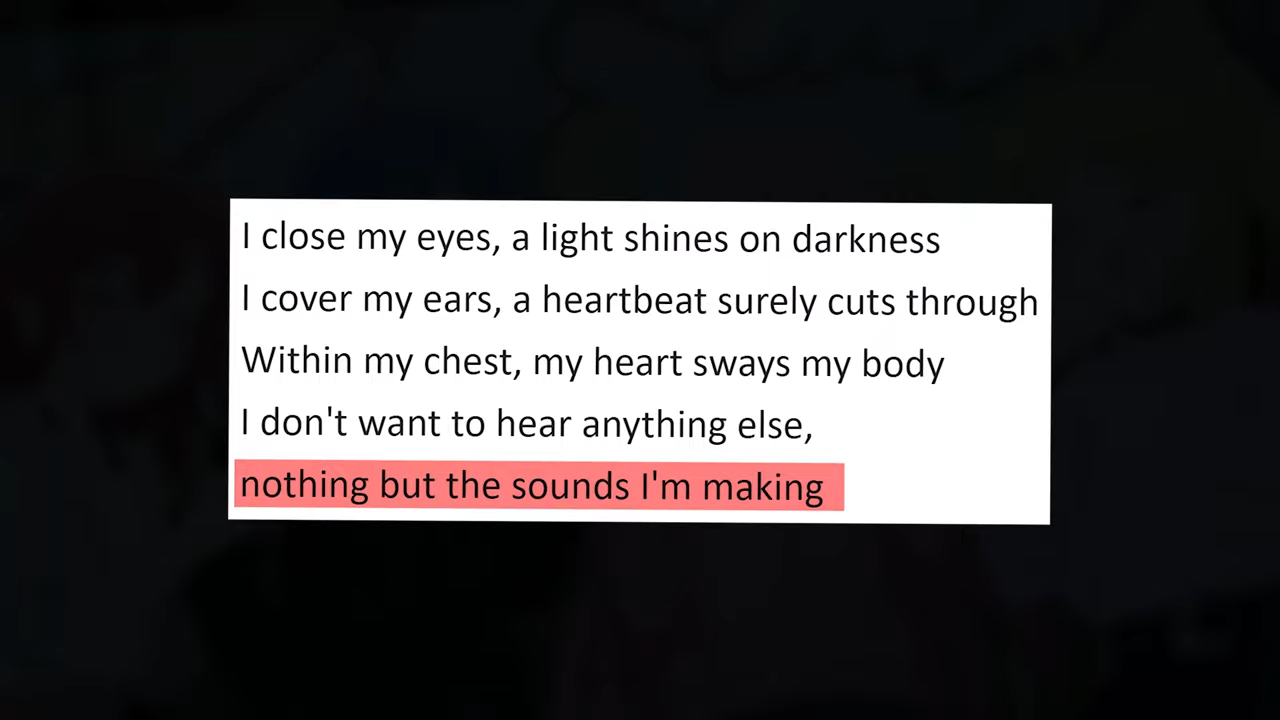 I close my eyes, a light shines on darkness
I cover my ears, a heartbeat surely cuts through
Within my chest, my heart sways my body
I don't want to hear anything else,
nothing but the sounds I'm making